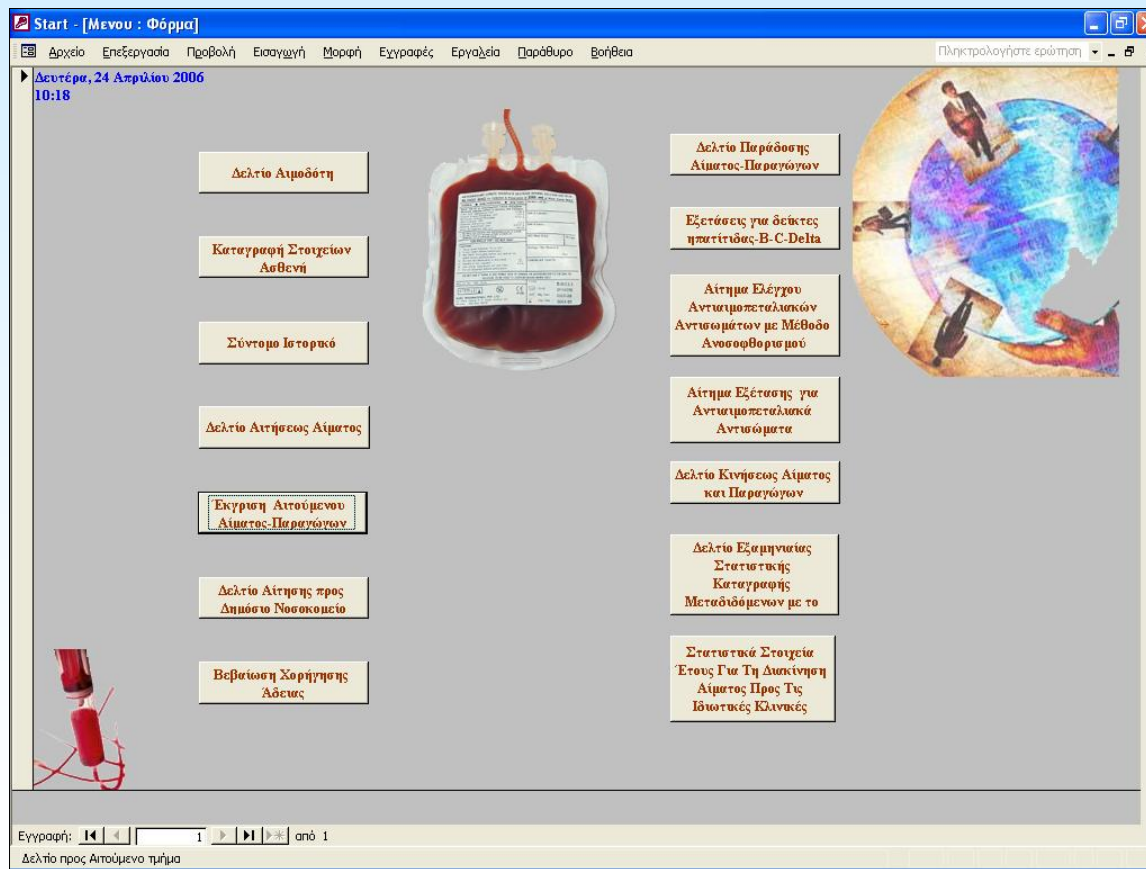 Start - [Μενου : Φόρμα]
Αρχείο Επεξεργασία Προβολή Εισαγωγή Μορφή Εγγραφές Εργαλεία Παράθυρο Βοήθεια
Πληκτρολογήστε ερώτηση
Δευτέρα, 24 Απριλίου 2006
10:18
Δελτίο Αιμοδότη
Καταγραφή Στοιχείων
Ασθενή
Σύντομο Ιστορικό
Δελτίο Αιτήσεως Αίματος
Έκγριση Αιτούμενου
Αίματος-Παραγώγων
Δελτίο Αίτησης προς
Δημόσιο Νοσοκομείο
Βεβαίωση Χορήγησης
Άδειας
Δελτίο Παράδοσης
Αίματος-Παραγώγων
Εξετάσεις για δείκτες
ηπατίτιδας-B-C-Delta
Αίτημα Ελέγχου
Αντιαιμοπεταλιακών
Αντισωμάτων με Μέθοδο
Ανοσοφθορισμού
Αίτημα Εξέτασης για
Αντιαιμοπεταλιακά
Αντισώματα
Δελτίο Κινήσεως Αίματος
και Παραγώγων
Δελτίο Εξαμηνιαίας
Στατιστικής
Καταγραφής
Μεταδιδόμενων με το
Στατιστικά Στοιχεία
Έτους Για Τη Διακίνηση
Αίματος Προς Τις
Ιδιωτικές Κλινικές
Εγγραφή: 1 από 1
Δελτίο προς Αιτούμενο τμήμα